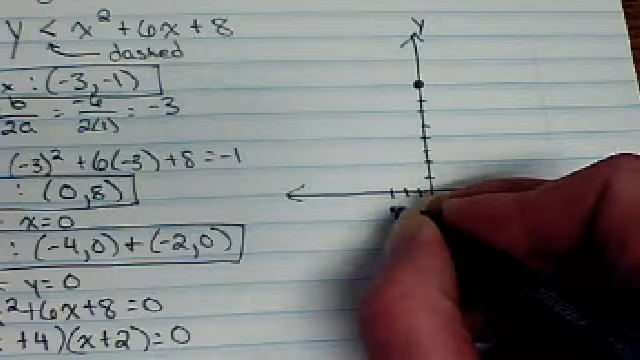 y < x² + 6x + 8
dashed
x : (-3, -1)
b/2a = -6/2(1) = -3
(-3)² + 6(-3) + 8 = -1
: (0, 8)
: x = 0
: (-4, 0) + (-2, 0)
= y = 0
² + 6x + 8 = 0
+ 4)(x + 2) = 0
y